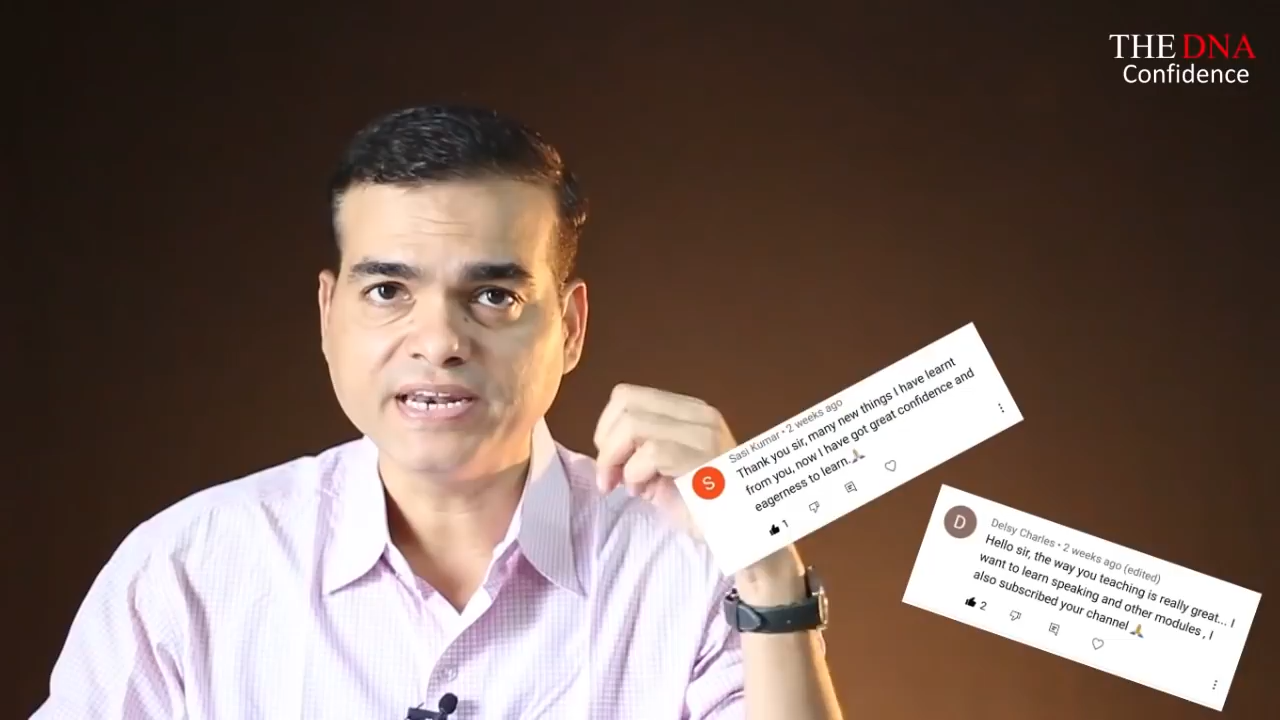 THE DNA
Confidence
S
Sasi Kumar • 2 weeks ago
Thank you sir, many new things I have learnt
from you, now I have got great confidence and
eagerness to learn.🙏
1
D
Delsy Charles • 2 weeks ago (edited)
Hello sir, the way you teaching is really great... I
want to learn speaking and other modules , I
also subscribed your channel🙏
2